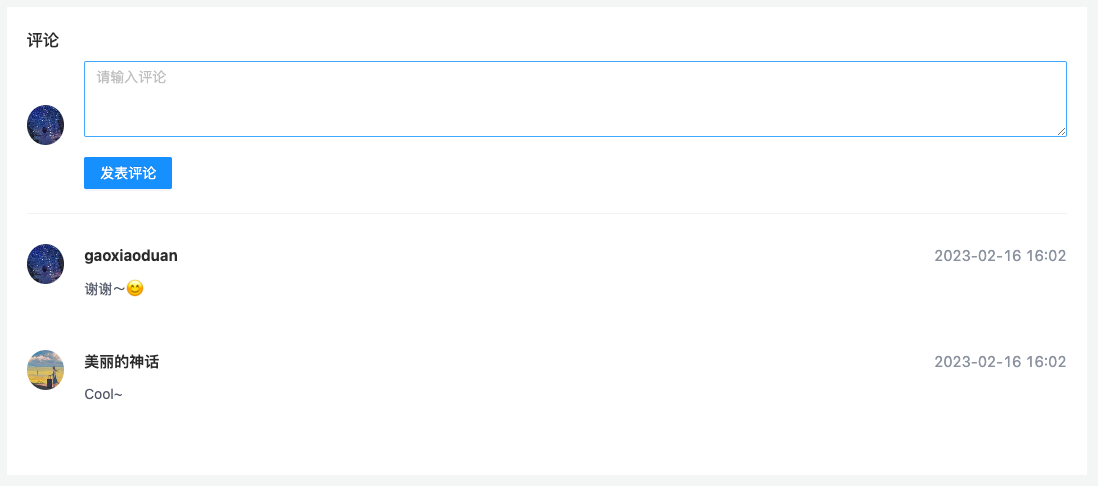 评论
请输入评论
发表评论
gaoxiaoduan
2023-02-16 16:02
谢谢～😊
美丽的神话
2023-02-16 16:02
Cool~